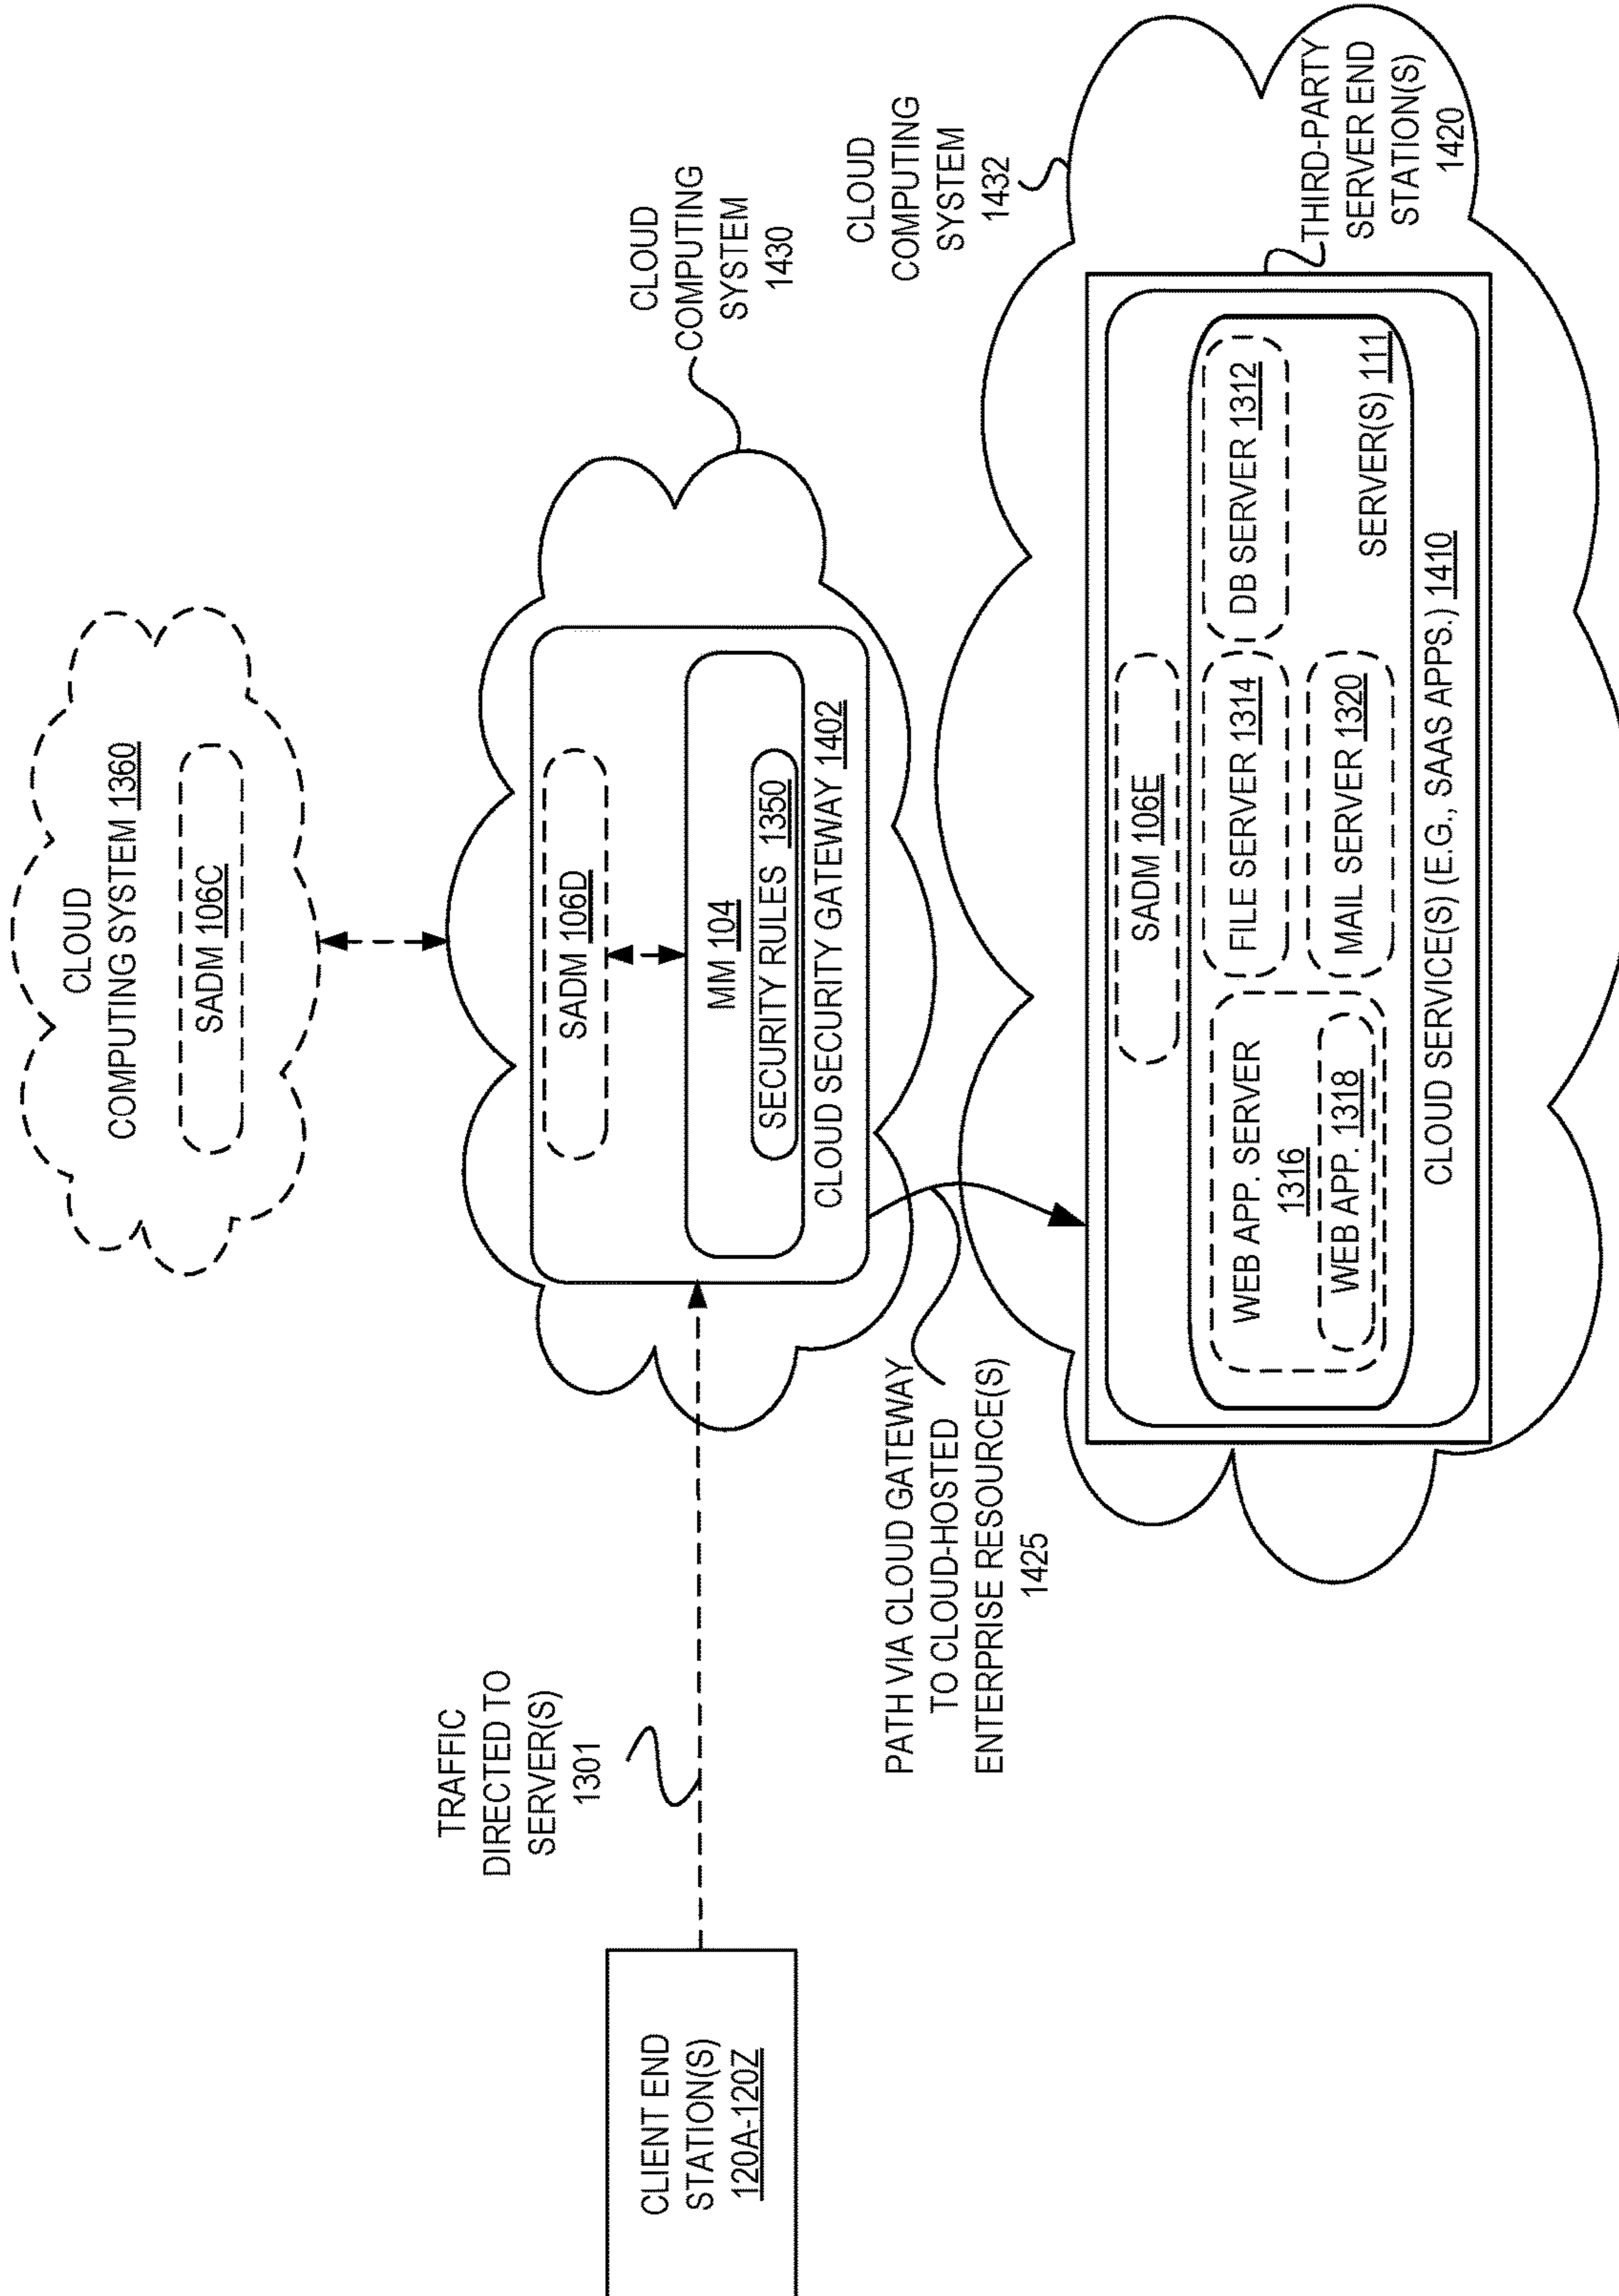 CLOUD
COMPUTING SYSTEM 1360
SADM 106C
CLOUD
COMPUTING
SYSTEM
1430
SADM 106D
MM 104
SECURITY RULES 1350
CLOUD SECURITY GATEWAY 1402
TRAFFIC
DIRECTED TO
SERVER(S)
1301
CLIENT END
STATION(S)
120A-120Z
PATH VIA CLOUD GATEWAY
TO CLOUD-HOSTED
ENTERPRISE RESOURCE(S)
1425
CLOUD
COMPUTING
SYSTEM
1432
THIRD-PARTY
SERVER END
STATION(S)
1420
SADM 106E
WEB APP. SERVER
1316
WEB APP. 1318
FILE SERVER 1314
MAIL SERVER 1320
DB SERVER 1312
SERVER(S) 111
CLOUD SERVICE(S) (E.G., SAAS APPS.) 1410